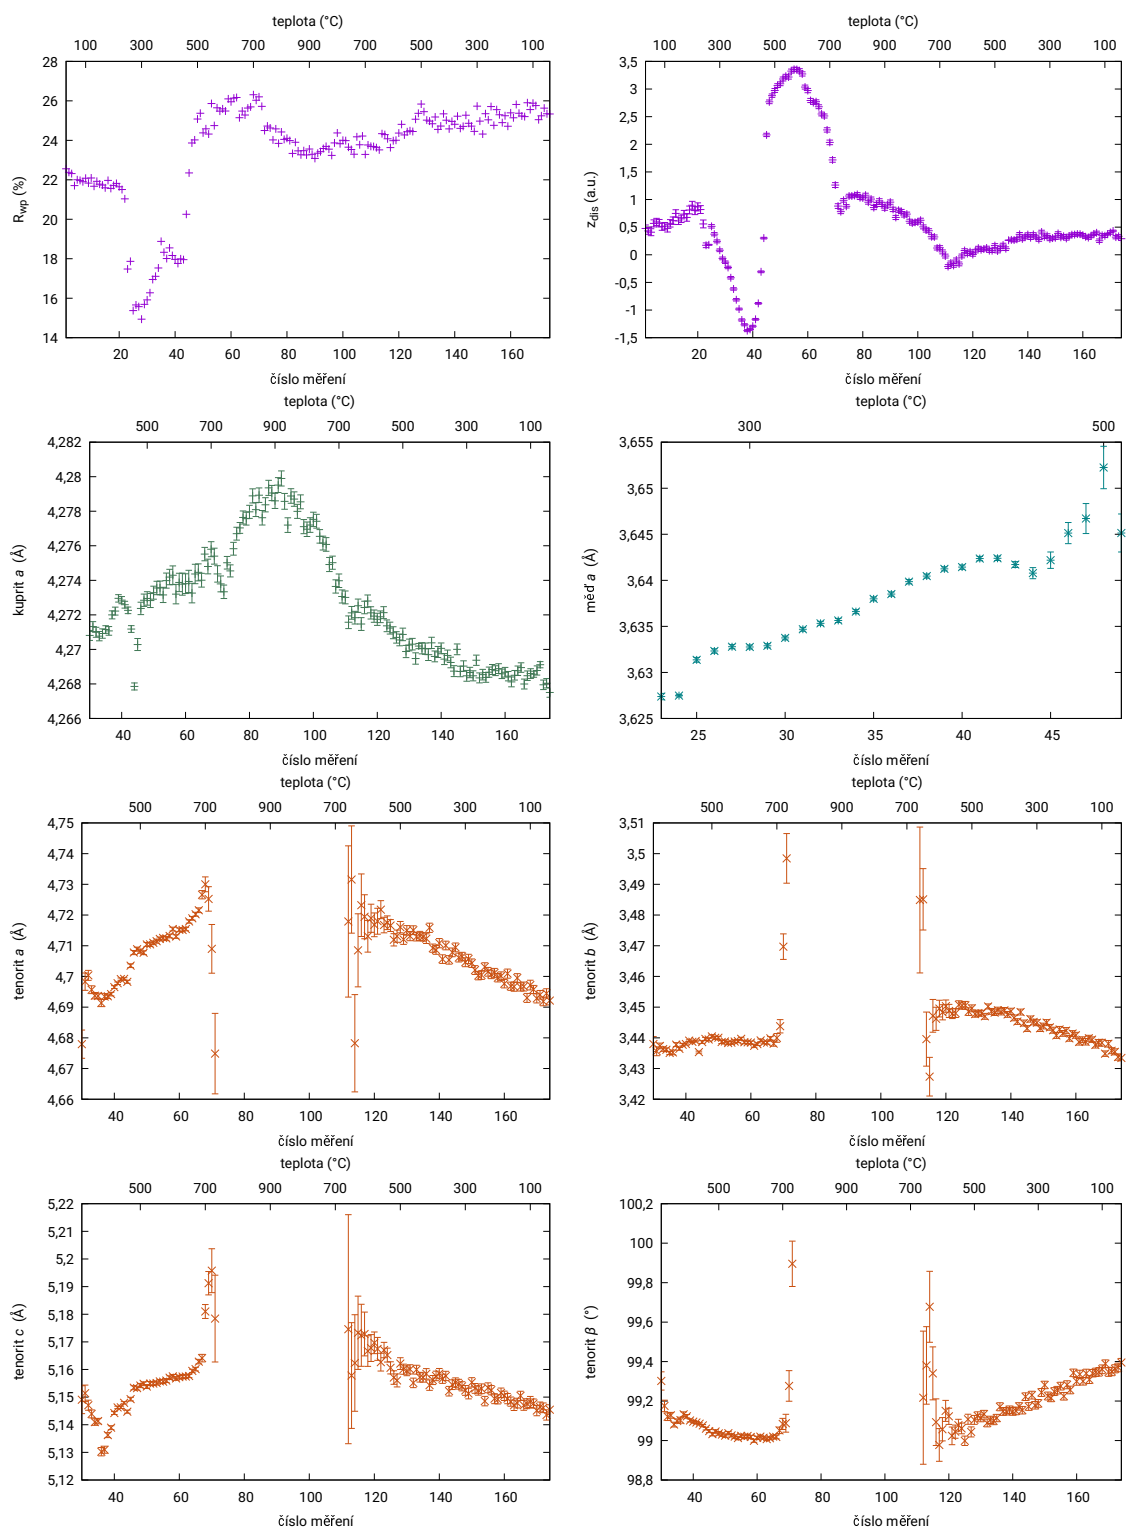 teplota (°C)
100 300 500 700 900 700 500 300 100
28
26
24
22
20
18
16
14
R_wp (%)
20 40 60 80 100 120 140 160
číslo měření
teplota (°C)
100 300 500 700 900 700 500 300 100
3,5
3
2,5
2
1,5
1
0,5
0
-0,5
-1
-1,5
z_dis (a.u.)
20 40 60 80 100 120 140 160
číslo měření
teplota (°C)
500 700 900 700 500 300 100
4,282
4,28
4,278
4,276
4,274
4,272
4,27
4,268
4,266
kuprit a (Å)
40 60 80 100 120 140 160
číslo měření
teplota (°C)
300 500
3,655
3,65
3,645
3,64
3,635
3,63
3,625
měď a (Å)
25 30 35 40 45
číslo měření
teplota (°C)
500 700 900 700 500 300 100
4,75
4,74
4,73
4,72
4,71
4,7
4,69
4,68
4,67
4,66
tenorit a (Å)
40 60 80 100 120 140 160
číslo měření
teplota (°C)
500 700 900 700 500 300 100
3,51
3,5
3,49
3,48
3,47
3,46
3,45
3,44
3,43
3,42
tenorit b (Å)
40 60 80 100 120 140 160
číslo měření
teplota (°C)
500 700 900 700 500 300 100
5,22
5,21
5,2
5,19
5,18
5,17
5,16
5,15
5,14
5,13
5,12
tenorit c (Å)
40 60 80 100 120 140 160
číslo měření
teplota (°C)
500 700 900 700 500 300 100
100,2
100
99,8
99,6
99,4
99,2
99
98,8
tenorit β (°)
40 60 80 100 120 140 160
číslo měření